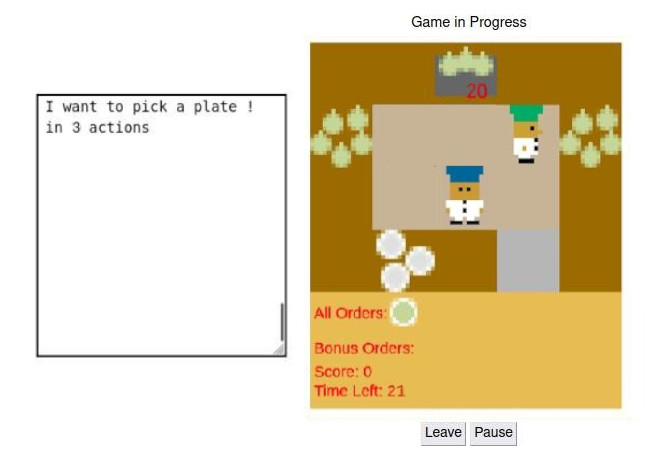 Game in Progress
I want to pick a plate !
in 3 actions
20
All Orders:
Bonus Orders:
Score: 0
Time Left: 21
Leave Pause